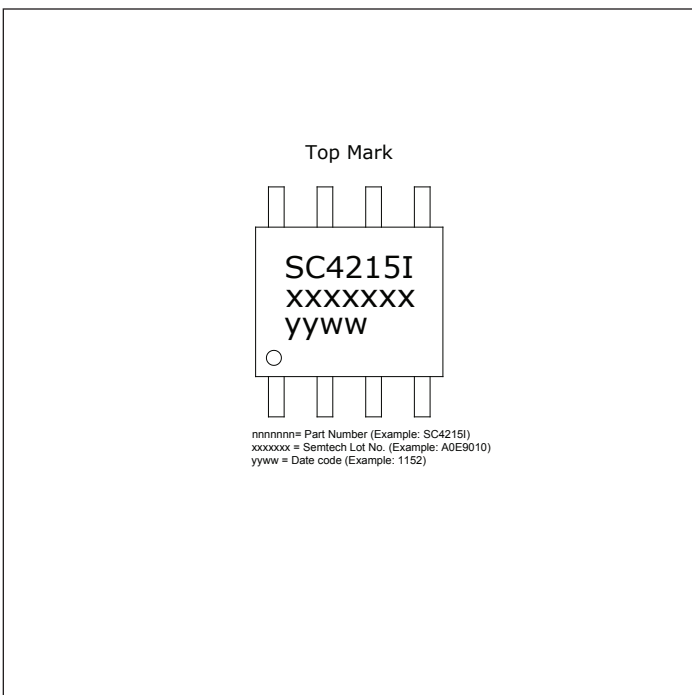 Top Mark
SC4215I
xxxxxxx
yyww
nnnnnnn= Part Number (Example: SC4215I)
xxxxxxx = Semtech Lot No. (Example: A0E9010)
yyww = Date code (Example: 1152)